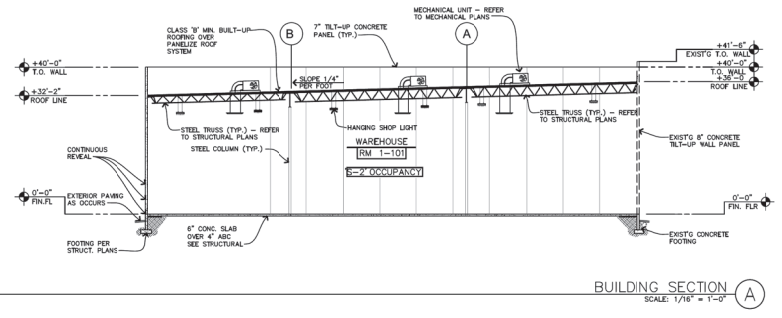 CLASS 'B' MIN. BUILT-UP
ROOFING OVER
PANELIZE ROOF
SYSTEM
B
7" TILT-UP CONCRETE
PANEL (TYP.)
MECHANICAL UNIT - REFER
TO MECHANICAL PLANS
A
+41'-6"
EXIST'G T.O. WALL
+40'-0"
T.O. WALL
+36'-0
ROOF LINE
+40'-0"
T.O. WALL
+32'-2"
ROOF LINE
SLOPE 1/4"
PER FOOT
STEEL TRUSS (TYP.) - REFER
TO STRUCTURAL PLANS
HANGING SHOP LIGHT
STEEL TRUSS (TYP.) - REFER
TO STRUCTURAL PLANS
STEEL COLUMN (TYP.)
WAREHOUSE
RM 1-101
'S-2' OCCUPANCY
EXIST'G 8" CONCRETE
TILT-UP WALL PANEL
CONTINUOUS
REVEAL
0'-0"
FIN.FL
EXTERIOR PAVING
AS OCCURS
0'-0"
FIN. FLR
FOOTING PER
STRUCT. PLANS
6" CONC. SLAB
OVER 4" ABC
SEE STRUCTURAL
EXIST'G CONCRETE
FOOTING
BUILDING SECTION
SCALE: 1/16" = 1'-0"
A